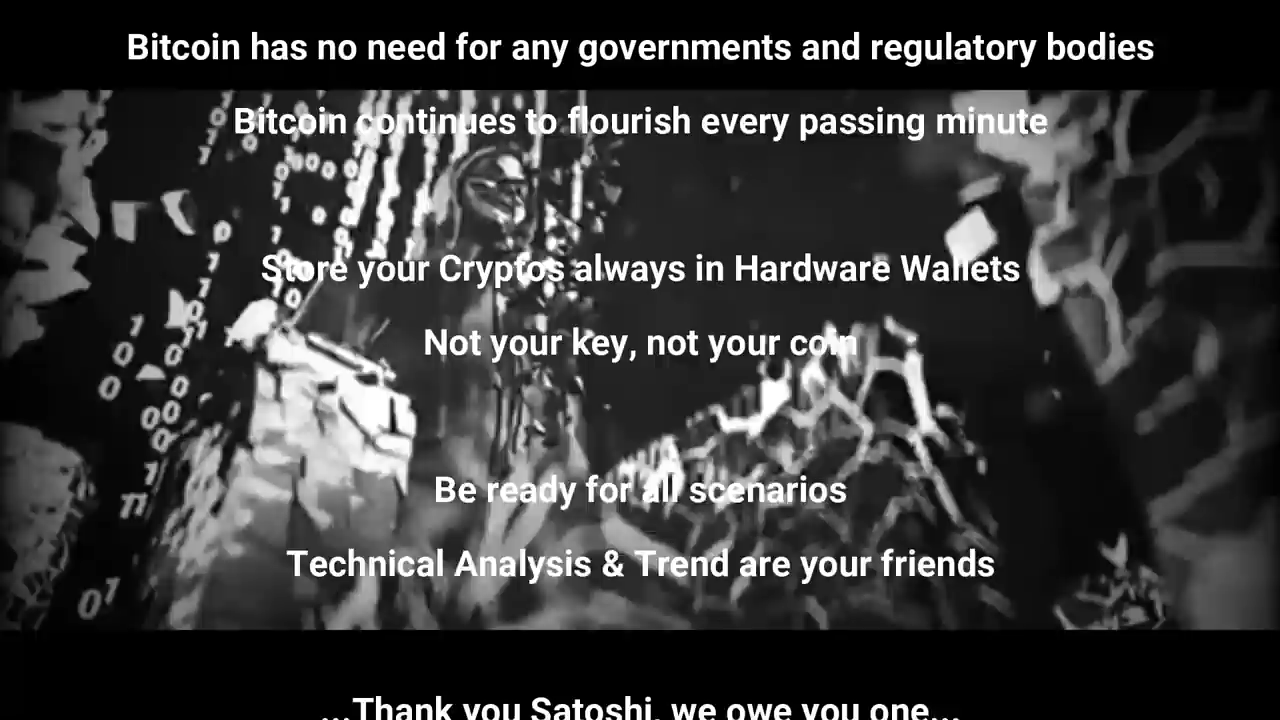 Bitcoin has no need for any governments and regulatory bodies
Bitcoin continues to flourish every passing minute
Store your Cryptos always in Hardware Wallets
Not your key, not your coin
Be ready for all scenarios
Technical Analysis & Trend are your friends
...Thank you Satoshi, we owe you one...